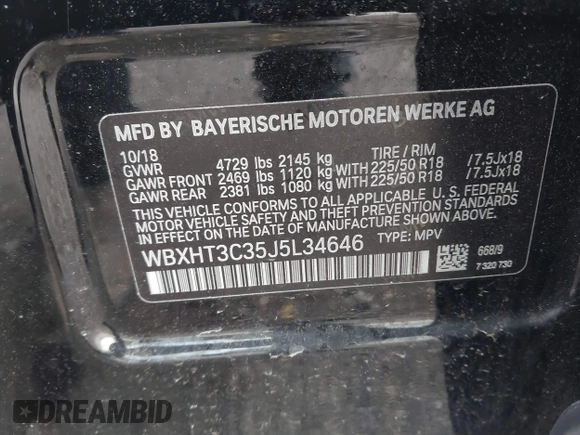 MFD BY BAYERISCHE MOTOREN WERKE AG
10/18 TIRE / RIM
GVWR 4729 lbs 2145 kg
GAWR FRONT 2469 lbs 1120 kg WITH 225/50 R18 /7.5Jx18
GAWR REAR 2381 lbs 1080 kg WITH 225/50 R18 /7.5Jx18
THIS VEHICLE CONFORMS TO ALL APPLICABLE U. S. FEDERAL
MOTOR VEHICLE SAFETY AND THEFT PREVENTION STANDARDS
IN EFFECT ON THE DATE OF MANUFACTURE SHOWN ABOVE.
WBXHT3C35J5L34646 TYPE: MPV
668/9
7 320 730
DREAMBID